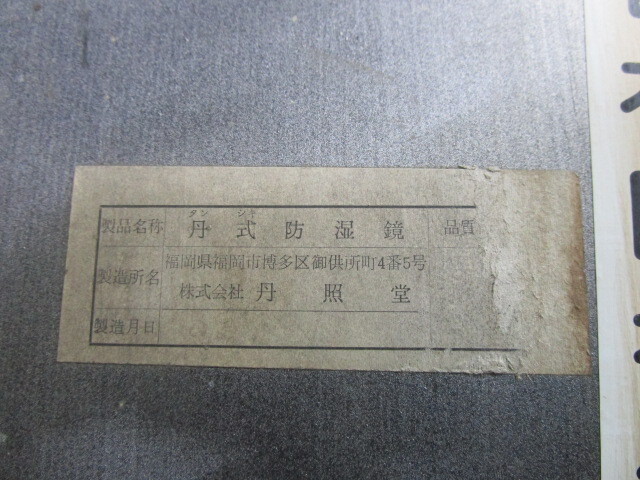 タン シキ
製品名称 丹式防湿鏡 品質
製造所名 福岡県福岡市博多区御供所町4番5号
株式会社 丹照堂
製造月日